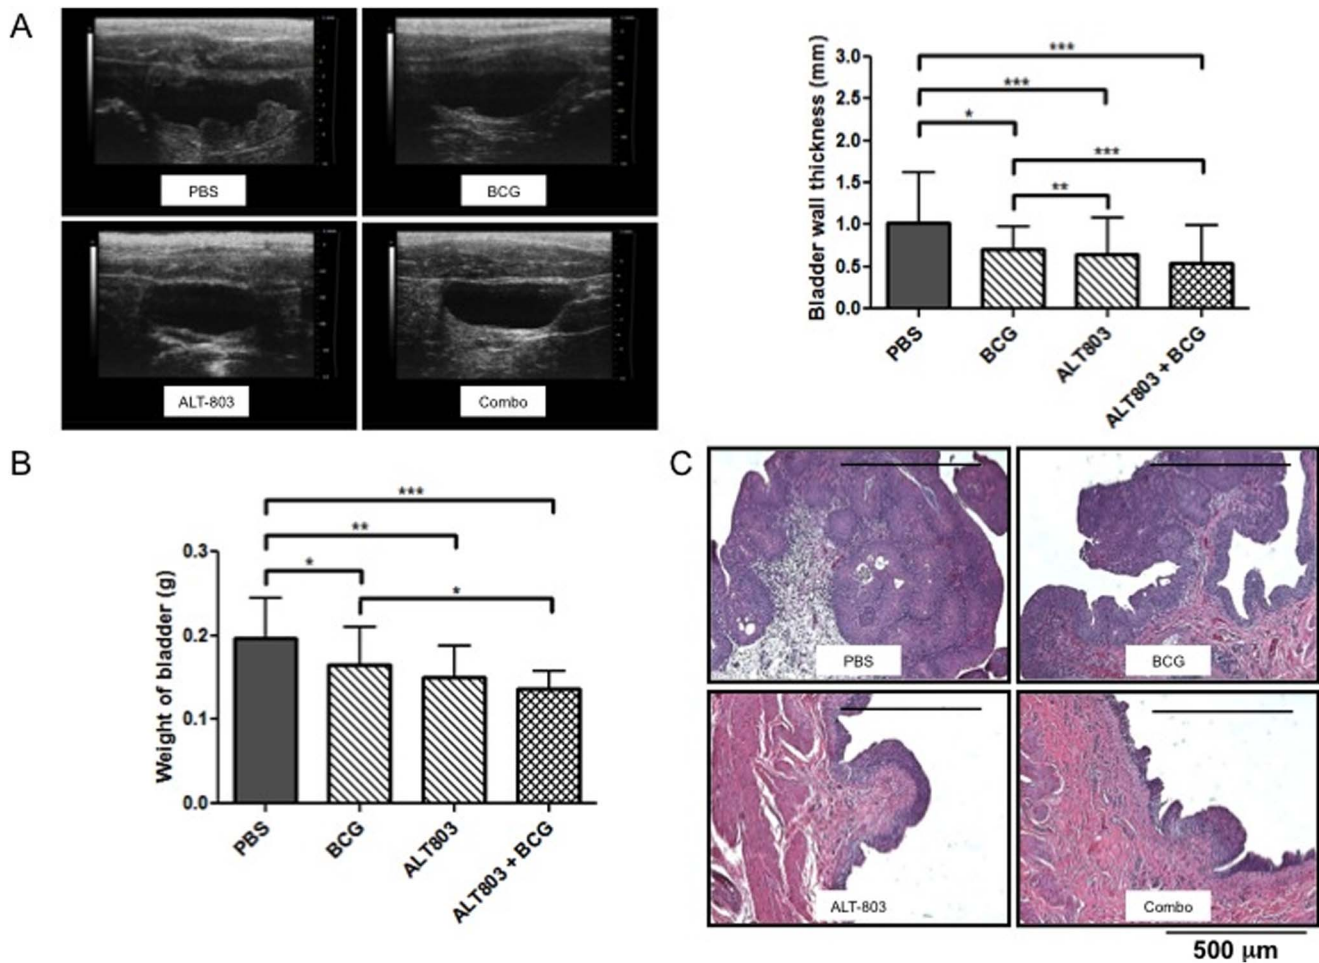 A
PBS
BCG
ALT-803
Combo
Bladder wall thickness (mm)
3.0
2.5
2.0
1.5
1.0
0.5
0.0
***
***
*
***
**
PBS
BCG
ALT803
ALT803 + BCG
B
Weight of bladder (g)
0.3
0.2
0.1
0.0
***
**
*
*
PBS
BCG
ALT803
ALT803 + BCG
C
PBS
BCG
ALT-803
Combo
500 µm